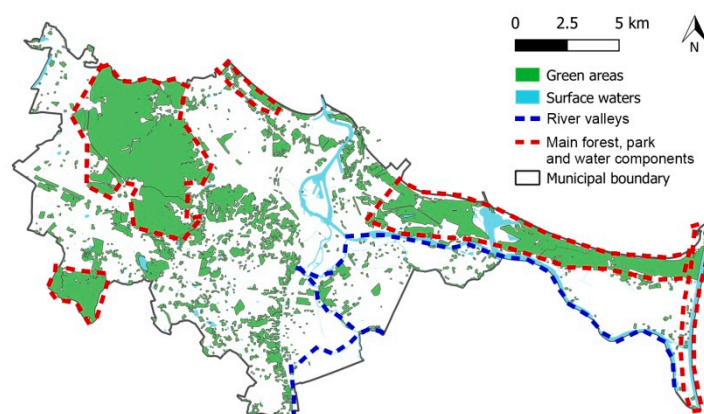 0 2.5 5 km
N
Green areas
Surface waters
River valleys
Main forest, park
and water components
Municipal boundary